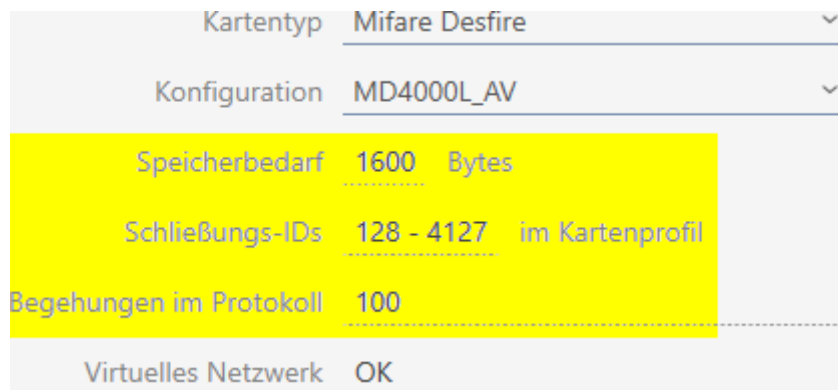 Kartentyp Mifare Desfire
Konfiguration MD4000L_AV
Speicherbedarf 1600 Bytes
Schließungs-IDs 128 - 4127 im Kartenprofil
Begehungen im Protokoll 100
Virtuelles Netzwerk OK